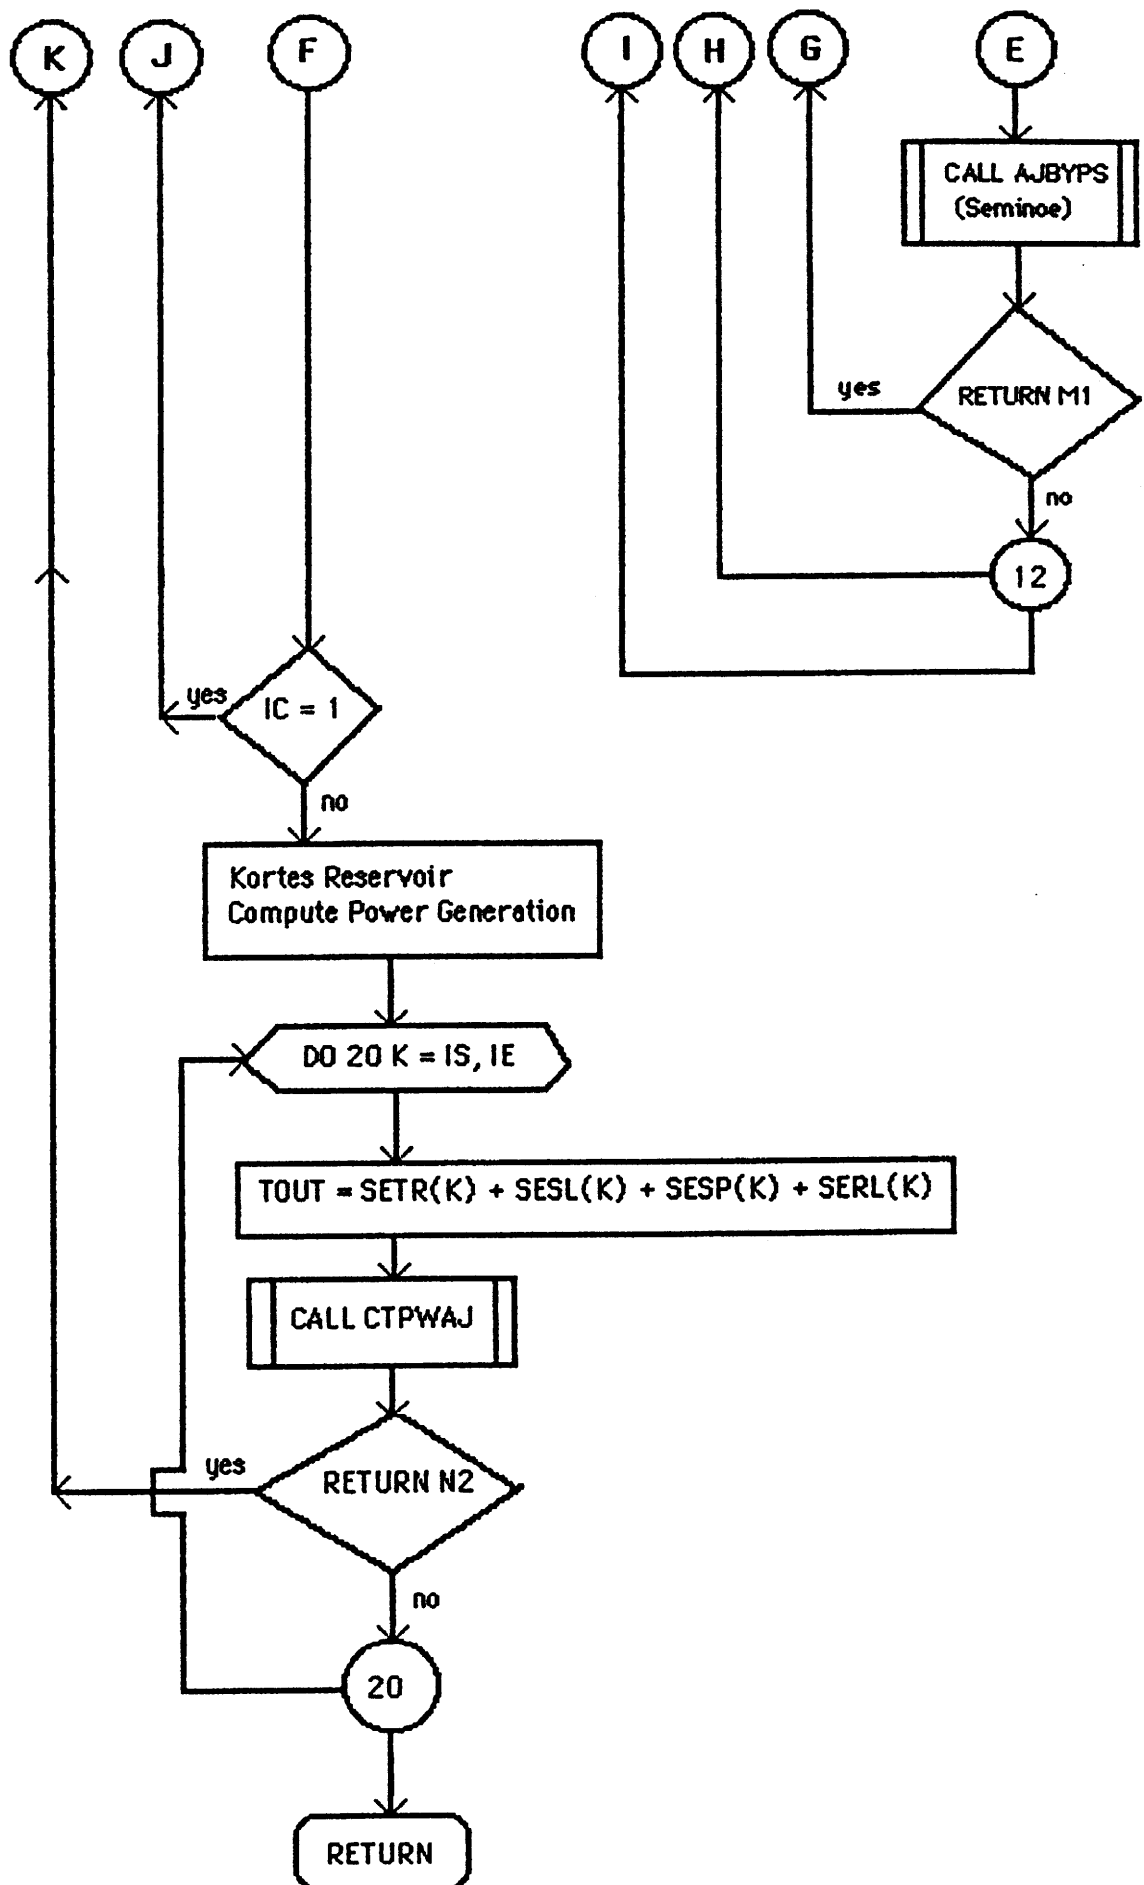 K J F I H G E
CALL AJBYPS
(Seminoe)
RETURN M1
yes
no
12
IC = 1
yes
no
Kortes Reservoir
Compute Power Generation
DO 20 K = IS, IE
TOUT = SETR(K) + SESL(K) + SESP(K) + SERL(K)
CALL CTPWAJ
RETURN N2
yes
no
20
RETURN